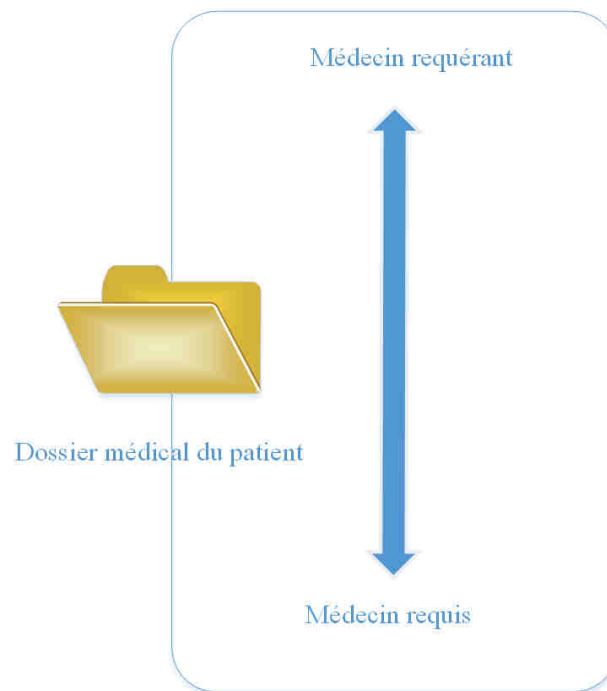 Médecin requérant
Dossier médical du patient
Médecin requis